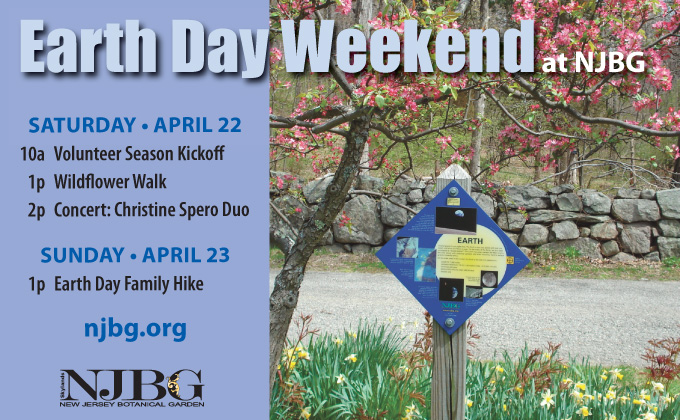 Earth Day Weekend at NJBG
SATURDAY • APRIL 22
10a Volunteer Season Kickoff
1p Wildflower Walk
2p Concert: Christine Spero Duo
SUNDAY • APRIL 23
1p Earth Day Family Hike
njbg.org
Skylands
NJBG
NEW JERSEY BOTANICAL GARDEN
EARTH